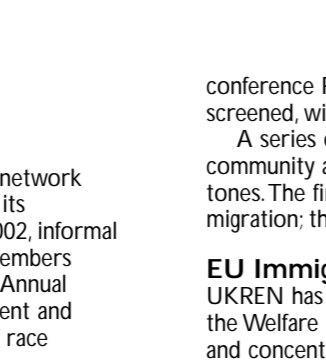 network
its
002, informal
embers
Annual
ent and
race
conference
screened, wi
A series
community a
tones. The fi
migration; th
EU Immig
UKREN has
the Welfare
and concent